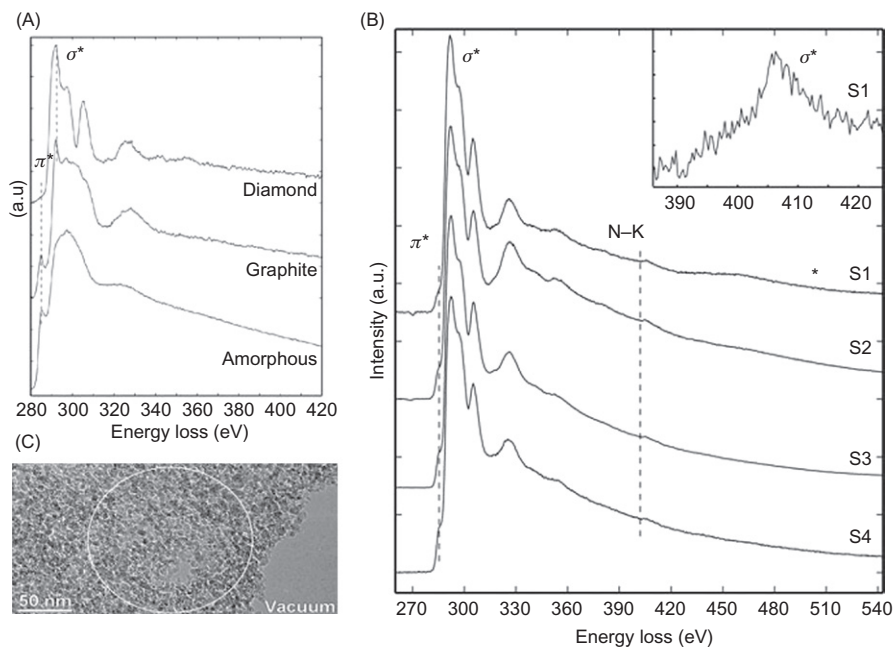 (A)
σ*
π*
(a.u)
Diamond
Graphite
Amorphous
280 300 320 340 360 380 400 420
Energy loss (eV)
(C)
50 nm
Vacuum
(B)
σ*
π*
N–K
*
S1
S2
S3
S4
Intensity (a.u.)
260 300 330 360 390 420 450 480 510 540
Energy loss (eV)
σ*
S1
390 400 410 420